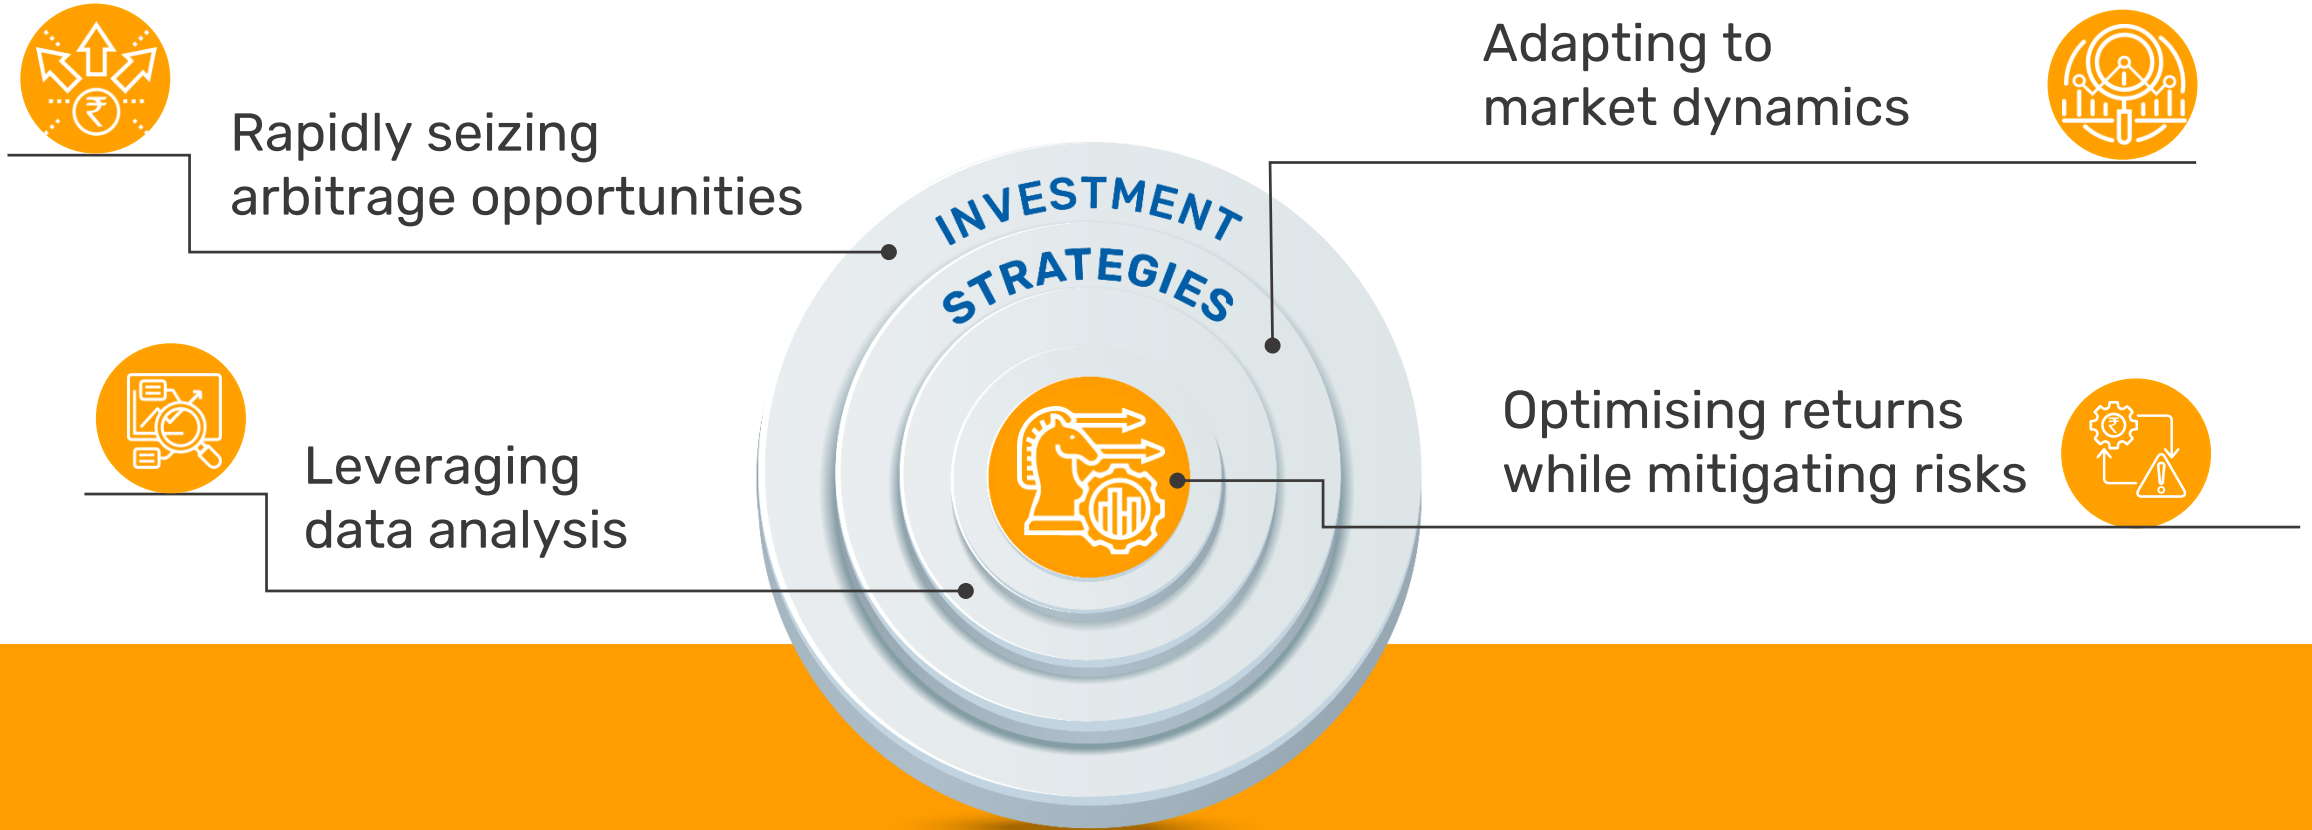 Rapidly seizing
arbitrage opportunities
Adapting to
market dynamics
INVESTMENT
STRATEGIES
Leveraging
data analysis
Optimising returns
while mitigating risks
₹
₹